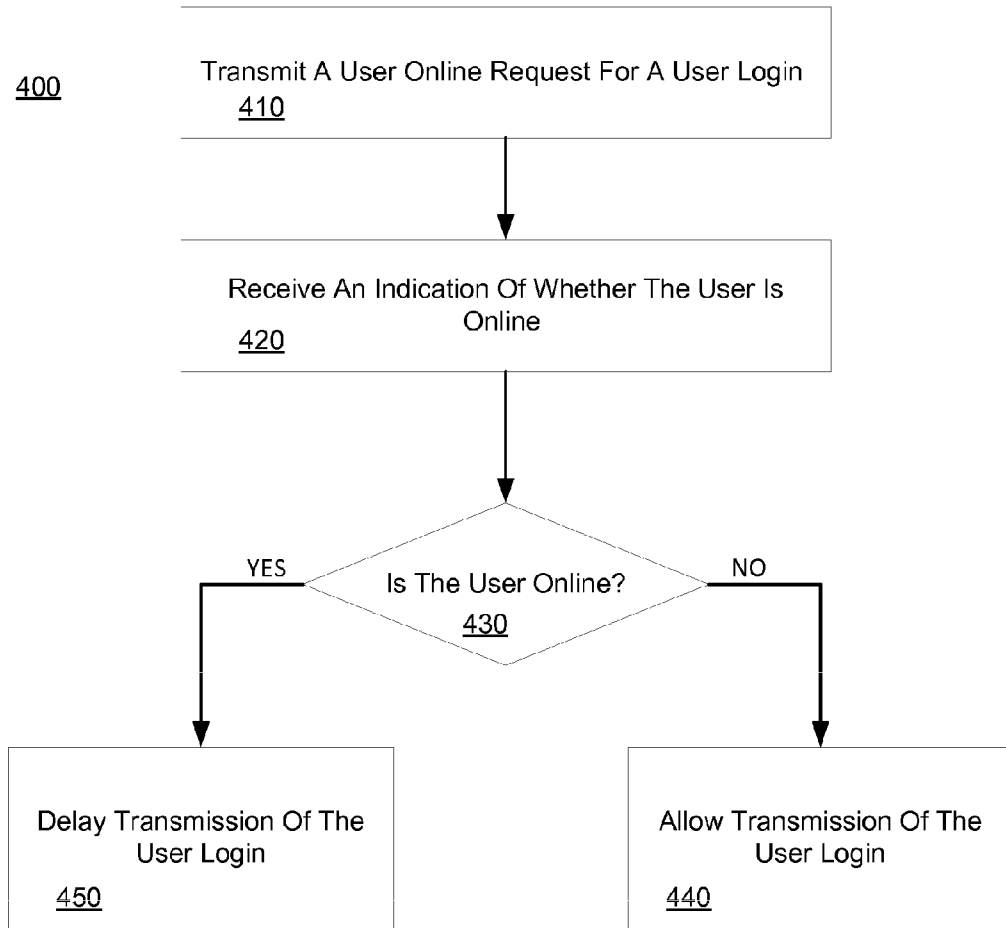 400
Transmit A User Online Request For A User Login
410
Receive An Indication Of Whether The User Is
Online
420
YES
Is The User Online?
NO
430
Delay Transmission Of The
User Login
450
Allow Transmission Of The
User Login
440